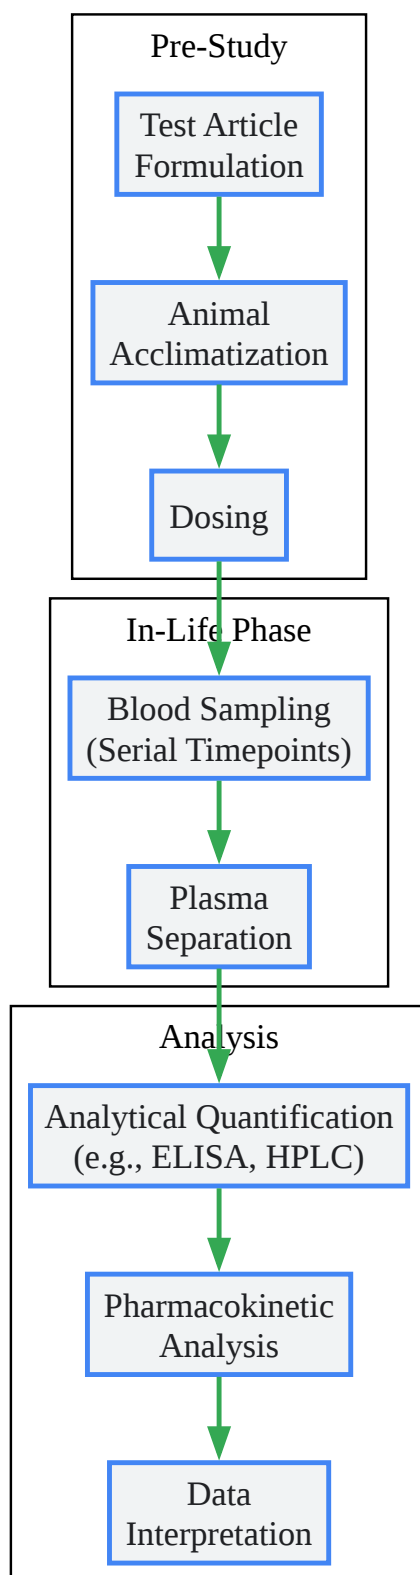 Pre-Study
Test Article
Formulation
Animal
Acclimatization
Dosing
In-Life Phase
Blood Sampling
(Serial Timepoints)
Plasma
Separation
Analysis
Analytical Quantification
(e.g., ELISA, HPLC)
Pharmacokinetic
Analysis
Data
Interpretation